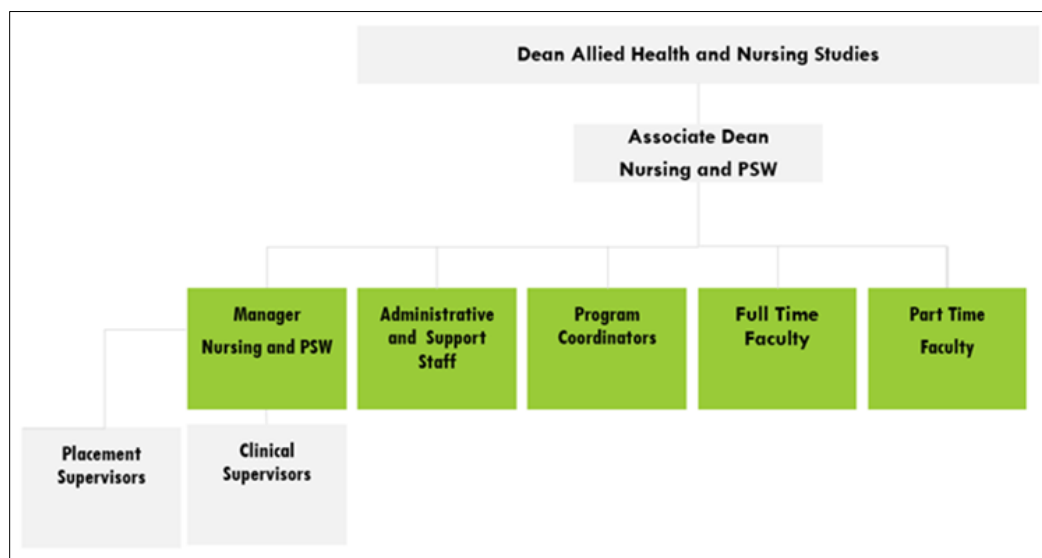 Dean Allied Health and Nursing Studies
Associate Dean
Nursing and PSW
Manager
Nursing and PSW
Administrative
and Support
Staff
Program
Coordinators
Full Time
Faculty
Part Time
Faculty
Placement
Supervisors
Clinical
Supervisors